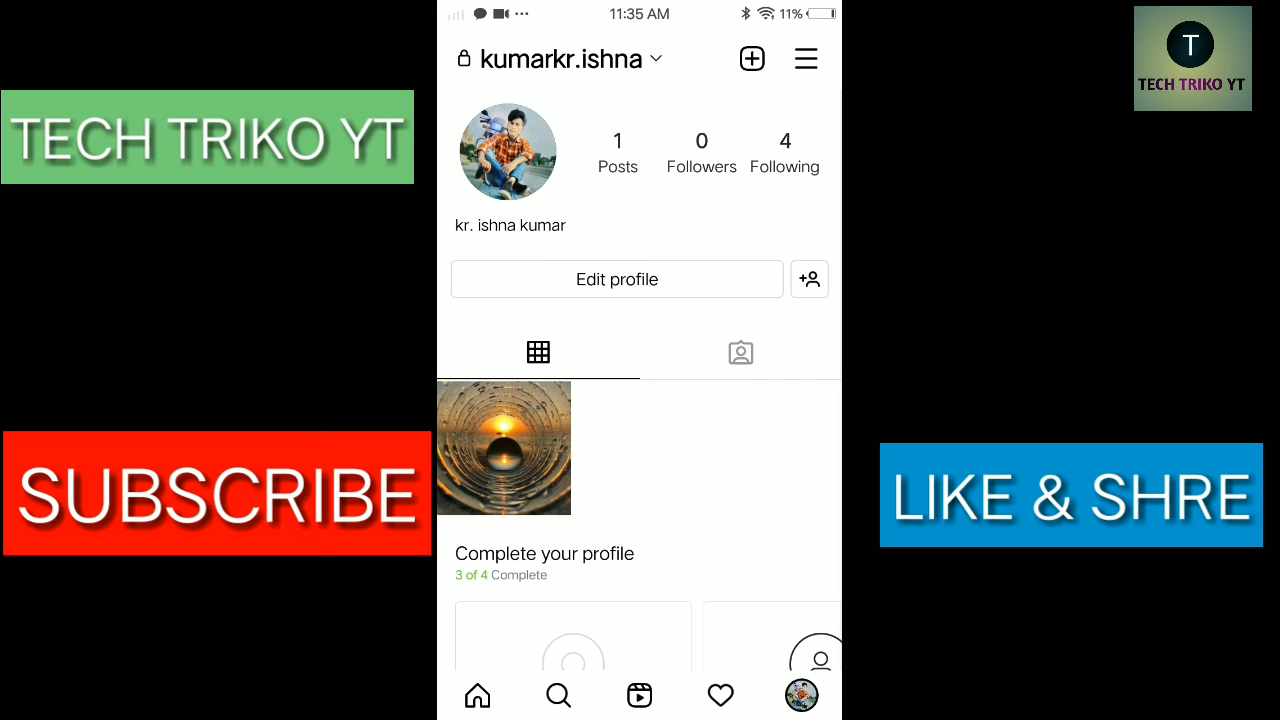 11:35 AM
11%
kumarkr.ishna
T
TECH TRIKO YT
TECH TRIKO YT
1
Posts
0
Followers
4
Following
kr. ishna kumar
Edit profile
SUBSCRIBE
LIKE & SHRE
Complete your profile
3 of 4 Complete